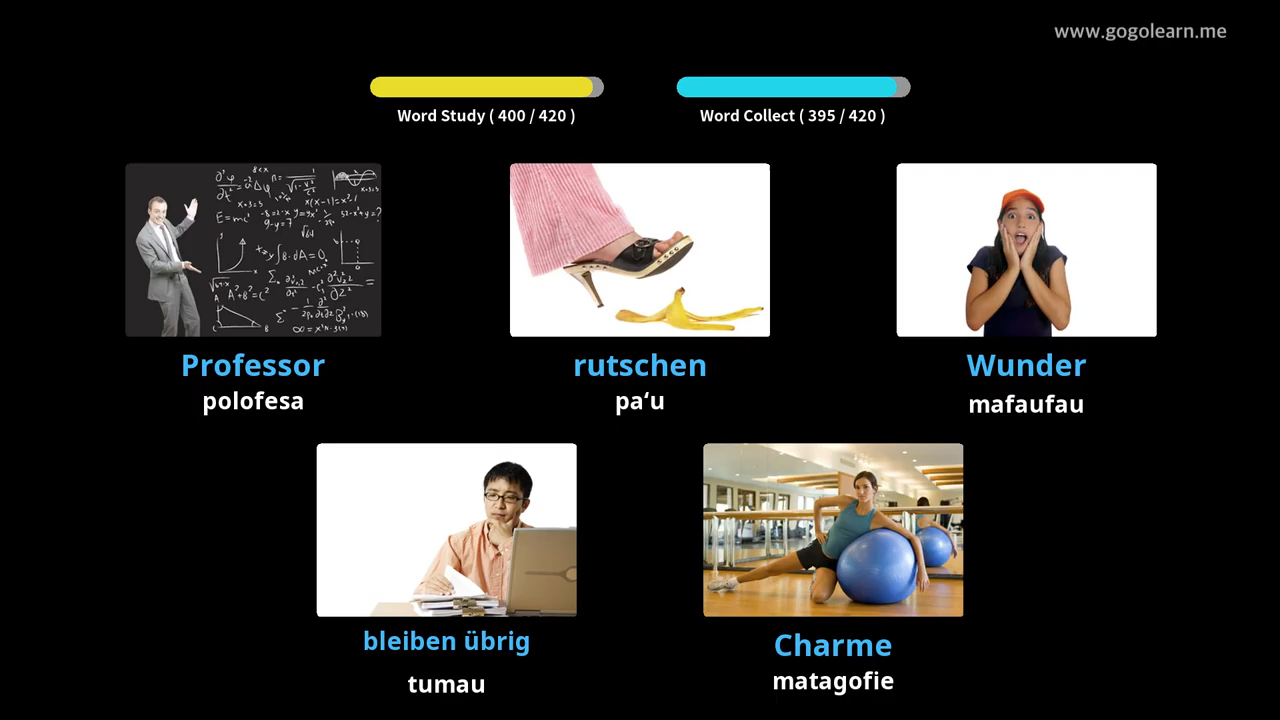 www.gogolearn.me
Word Study ( 400 / 420 )
Word Collect ( 395 / 420 )
Professor
polofesa
rutschen
paʻu
Wunder
mafaufau
bleiben übrig
tumau
Charme
matagofie